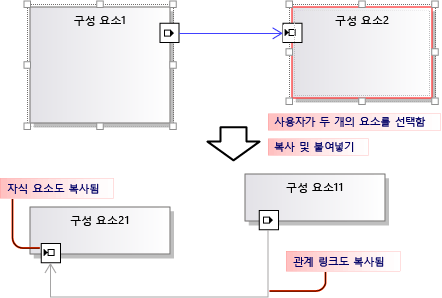 구성 요소1
구성 요소2
사용자가 두 개의 요소를 선택함
복사 및 붙여넣기
자식 요소도 복사됨
구성 요소11
구성 요소21
관계 링크도 복사됨